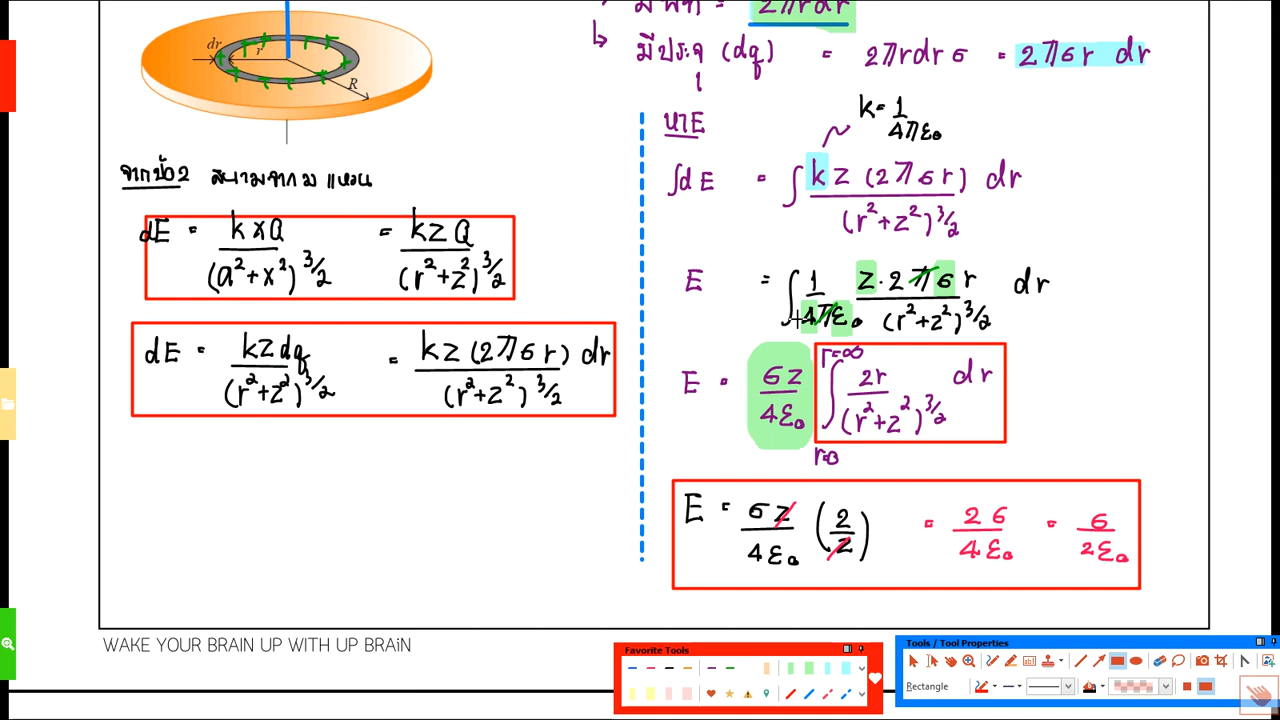 มีพท. = 2πrdr
dr r R
↳ มีประจุ (dq) = 2πrdrσ = 2πσr dr
หาE
k = 1/4πε₀
∫dE = ∫ kz(2πσr)/(r²+z²)^3/2 dr
จากข้อ2 สนามจากวงแหวน
dE = kxQ/(a²+x²)^3/2 = kzQ/(r²+z²)^3/2
E = ∫ 1/4πε₀ z·2πσr/(r²+z²)^3/2 dr
dE = kzdq/(r²+z²)^3/2 = kz(2πσr)dr/(r²+z²)^3/2
E = σz/4ε₀ ∫ r=0 r=∞ 2r/(r²+z²)^3/2 dr
E = σz/4ε₀ (2/z) = 2σ/4ε₀ = σ/2ε₀
WAKE YOUR BRAIN UP WITH UP BRAiN
Favorite Tools
Tools / Tool Properties
Rectangle